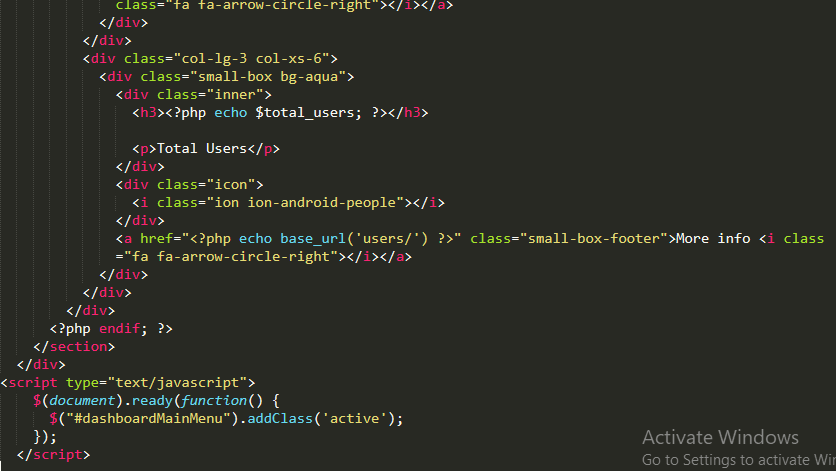 class="fa fa-arrow-circle-right"></i></a>
</div>
</div>
<div class="col-lg-3 col-xs-6">
<div class="small-box bg-aqua">
<div class="inner">
<h3><?php echo $total_users; ?></h3>
<p>Total Users</p>
</div>
<div class="icon">
<i class="ion ion-android-people"></i>
</div>
<a href="<?php echo base_url('users/') ?>" class="small-box-footer">More info <i class
="fa fa-arrow-circle-right"></i></a>
</div>
</div>
</div>
<?php endif; ?>
</section>
</div>
<script type="text/javascript">
$(document).ready(function() {
$("#dashboardMainMenu").addClass('active');
});
</script>
Activate Windows
Go to Settings to activate Wi